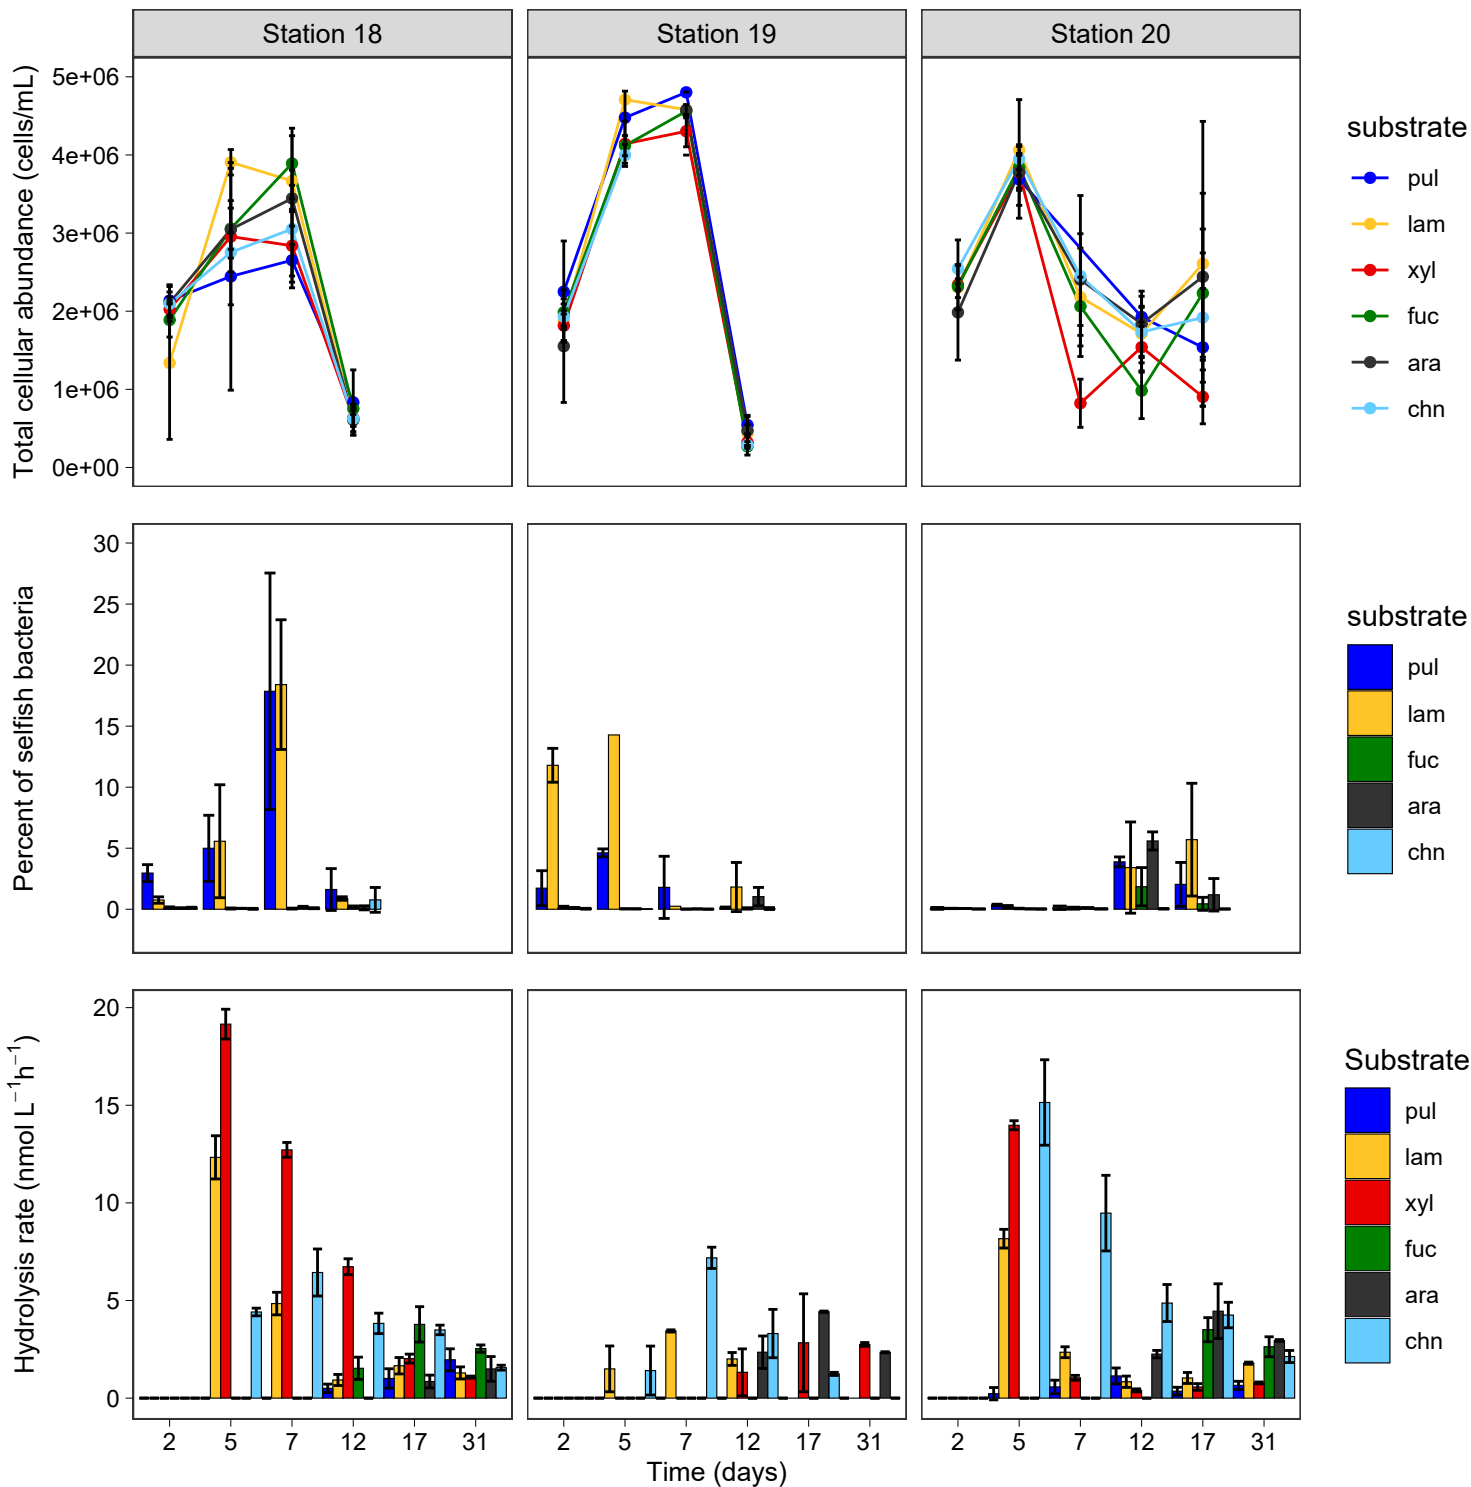 Station 18
Station 19
Station 20
Total cellular abundance (cells/mL)
5e+06
4e+06
3e+06
2e+06
1e+06
0e+00
substrate
pul
lam
xyl
fuc
ara
chn
Percent of selfish bacteria
30
25
20
15
10
5
0
substrate
pul
lam
fuc
ara
chn
Hydrolysis rate (nmol L⁻¹h⁻¹)
20
15
10
5
0
Substrate
pul
lam
xyl
fuc
ara
chn
2 5 7 12 17 31
2 5 7 12 17 31
2 5 7 12 17 31
Time (days)